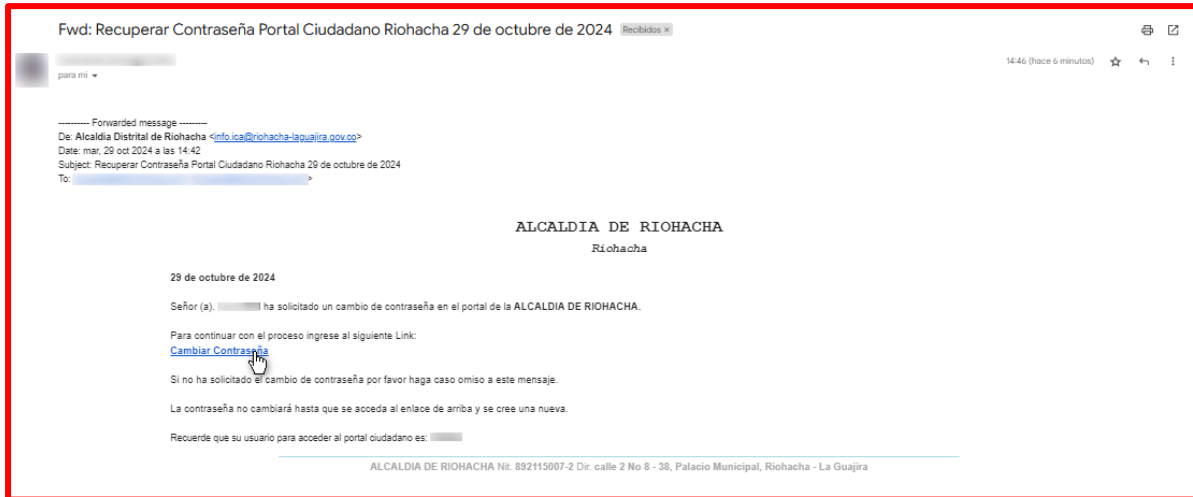 Fwd: Recuperar Contraseña Portal Ciudadano Riohacha 29 de octubre de 2024 Recibidos ×
14:46 (hace 6 minutos)
para mí
---------- Forwarded message ---------
De: Alcaldia Distrital de Riohacha <info.ica@riohacha-laguajira.gov.co>
Date: mar, 29 oct 2024 a las 14:42
Subject: Recuperar Contraseña Portal Ciudadano Riohacha 29 de octubre de 2024
To: >
ALCALDIA DE RIOHACHA
Riohacha
29 de octubre de 2024
Señor (a). ha solicitado un cambio de contraseña en el portal de la ALCALDIA DE RIOHACHA.
Para continuar con el proceso ingrese al siguiente Link:
Cambiar Contraseña
Si no ha solicitado el cambio de contraseña por favor haga caso omiso a este mensaje.
La contraseña no cambiará hasta que se acceda al enlace de arriba y se cree una nueva.
Recuerde que su usuario para acceder al portal ciudadano es:
ALCALDIA DE RIOHACHA Nit. 892115007-2 Dir. calle 2 No 8 - 38, Palacio Municipal, Riohacha - La Guajira